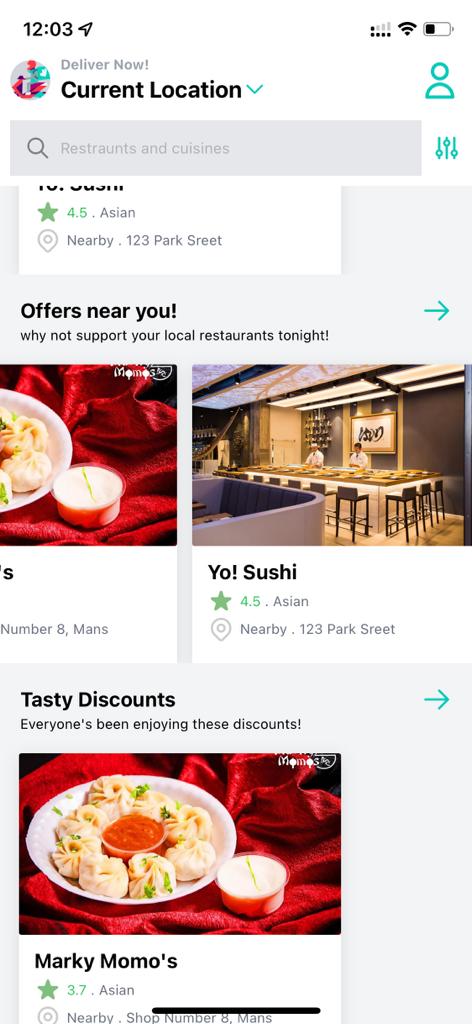 12:03
Deliver Now!
Current Location
Restraunts and cuisines
Yo! Sushi
4.5 . Asian
Nearby . 123 Park Sreet
Offers near you!
why not support your local restaurants tonight!
Momos
's
Number 8, Mans
Yo! Sushi
4.5 . Asian
Nearby . 123 Park Sreet
Tasty Discounts
Everyone's been enjoying these discounts!
Momos
Marky Momo's
3.7 . Asian
Nearby . Shop Number 8, Mans